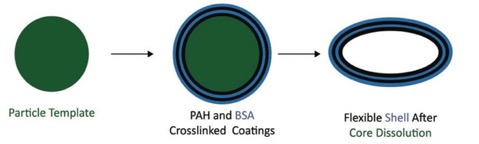 Particle Template
PAH and BSA
Crosslinked Coatings
Flexible Shell After
Core Dissolution